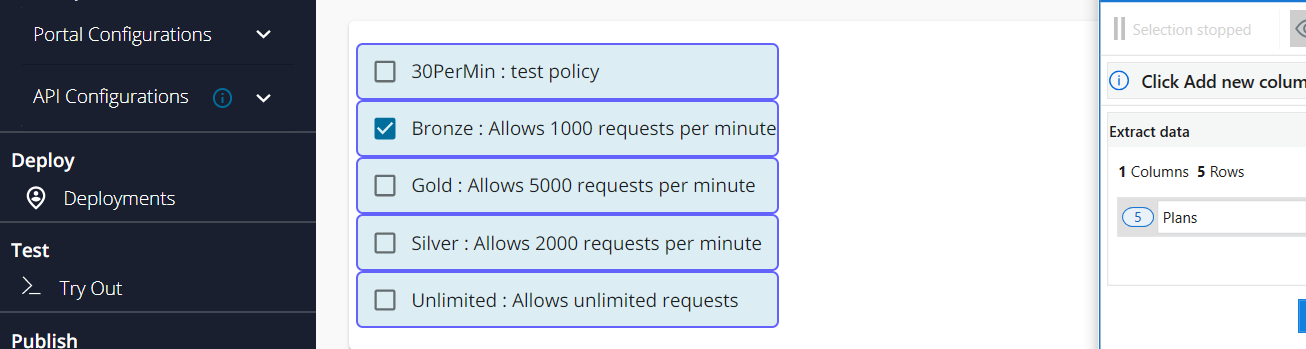 Portal Configurations
API Configurations
Deploy
Deployments
Test
Try Out
Publish
30PerMin : test policy
Bronze : Allows 1000 requests per minute
Gold : Allows 5000 requests per minute
Silver : Allows 2000 requests per minute
Unlimited : Allows unlimited requests
Selection stopped
Click Add new colum
Extract data
1 Columns 5 Rows
5 Plans